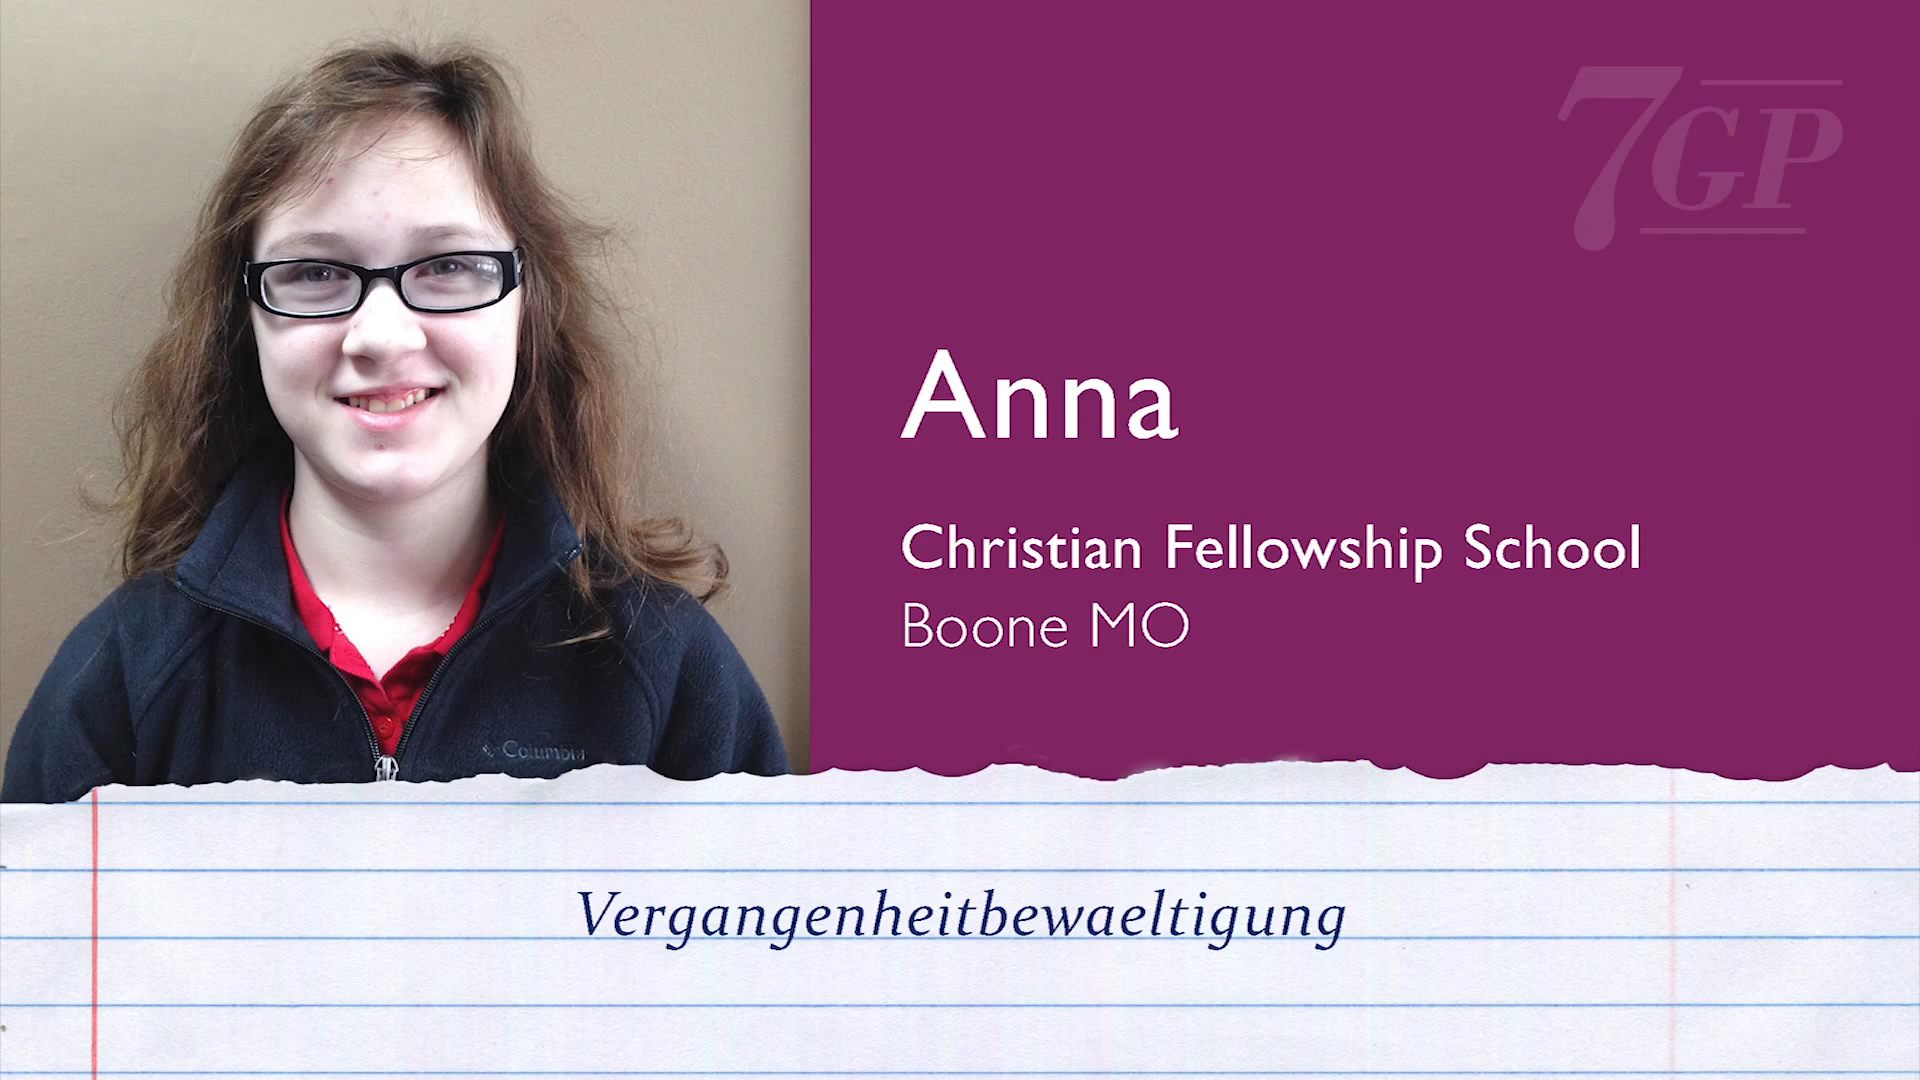 7GP
Anna
Christian Fellowship School
Boone MO
Columbia
Vergangenheitbewaeltigung